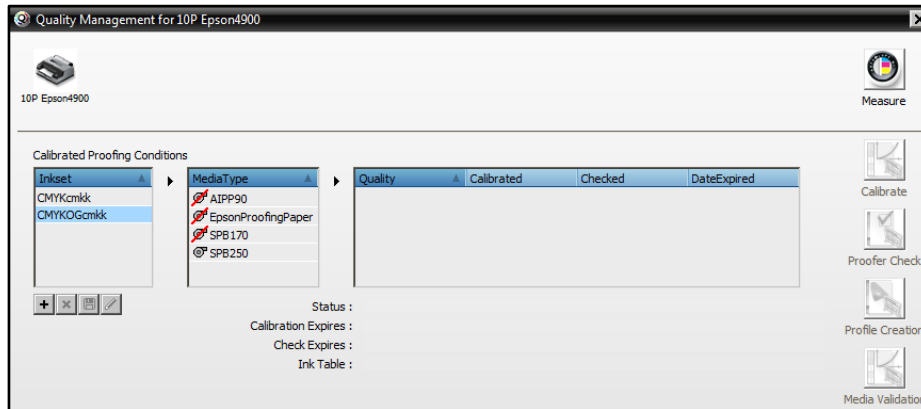 Quality Management for 10P Epson4900
10P Epson4900
Measure
Calibrated Proofing Conditions
Inkset
MediaType
Quality
Calibrated
Checked
DateExpired
CMYKcmkk
CMYKOGcmkk
AIPP90
EpsonProofingPaper
SPB170
SPB250
Calibrate
Proofer Check
Status :
Calibration Expires :
Check Expires :
Ink Table :
Profile Creation
Media Validation